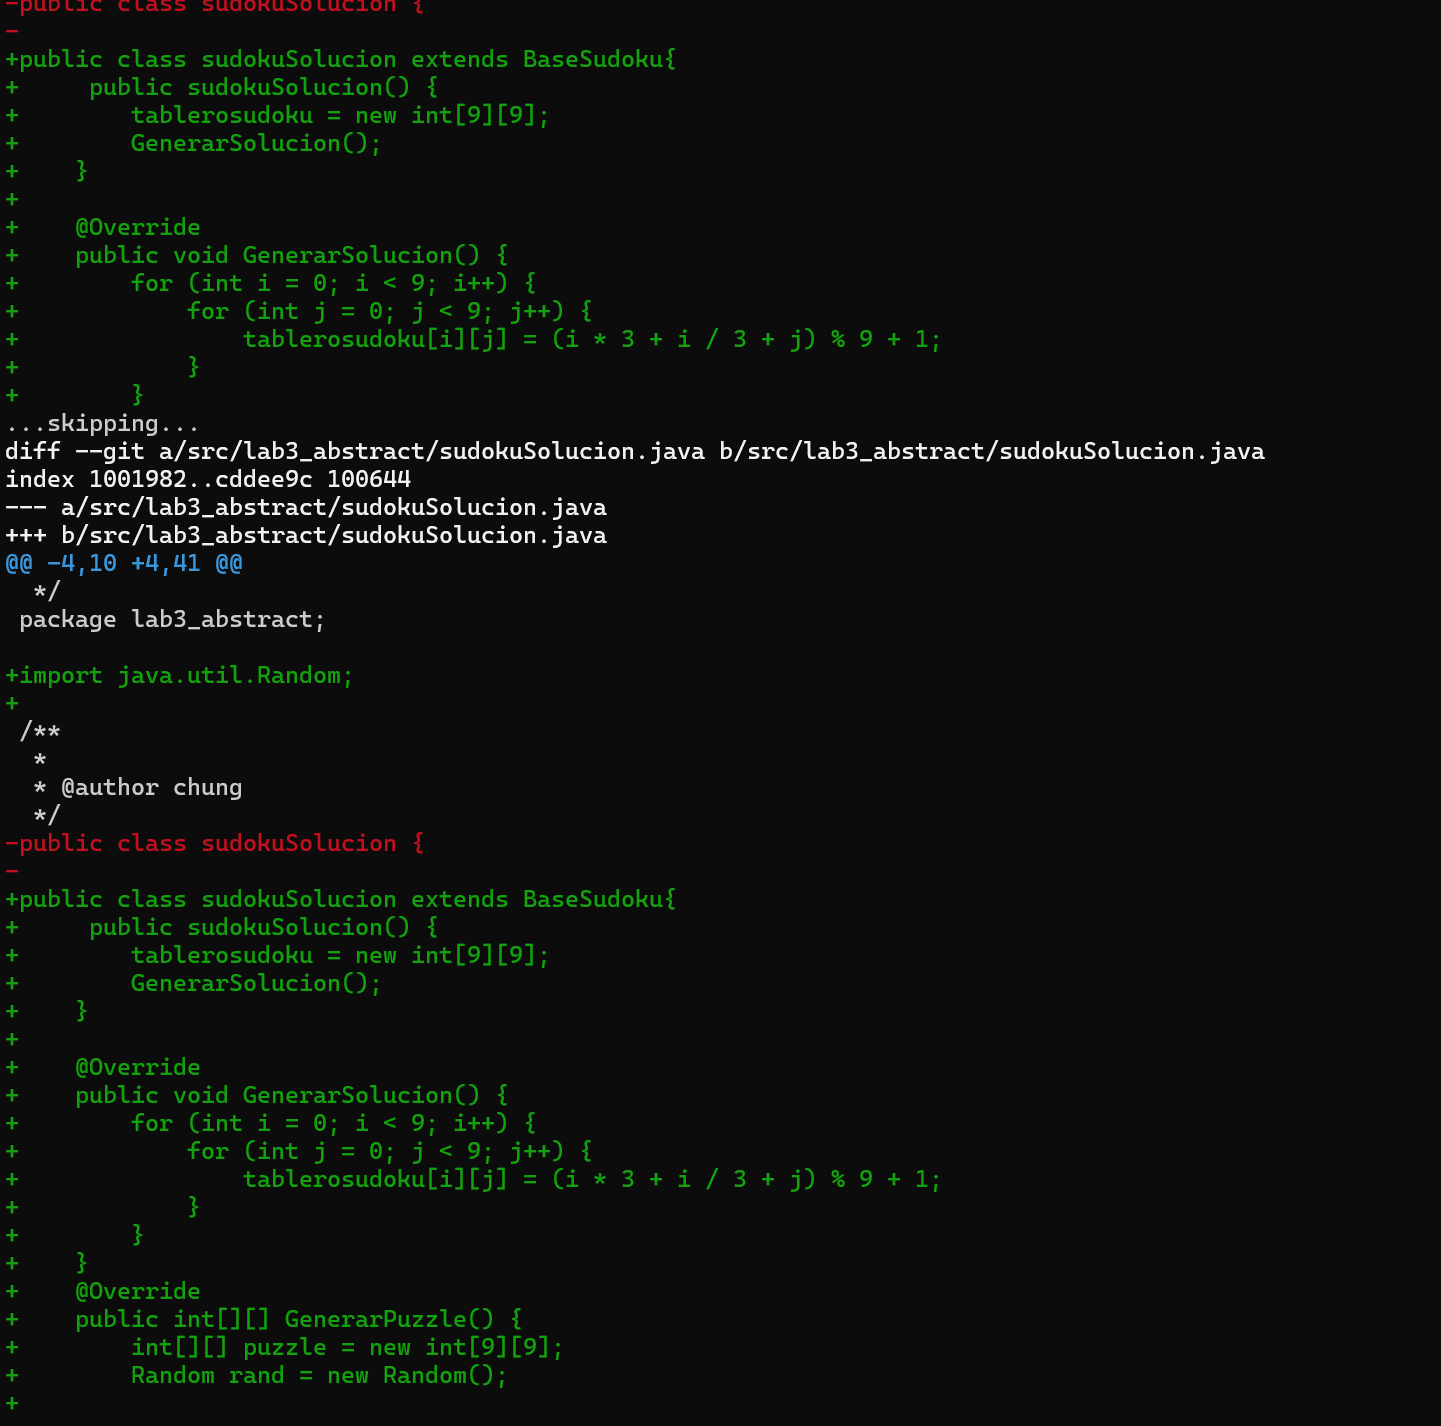 -public class sudokuSolucion {
-
+public class sudokuSolucion extends BaseSudoku{
+     public sudokuSolucion() {
+        tablerosudoku = new int[9][9];
+        GenerarSolucion();
+    }
+
+    @Override
+    public void GenerarSolucion() {
+        for (int i = 0; i < 9; i++) {
+            for (int j = 0; j < 9; j++) {
+                tablerosudoku[i][j] = (i * 3 + i / 3 + j) % 9 + 1;
+            }
+        }
...skipping...
diff --git a/src/lab3_abstract/sudokuSolucion.java b/src/lab3_abstract/sudokuSolucion.java
index 1001982..cddee9c 100644
--- a/src/lab3_abstract/sudokuSolucion.java
+++ b/src/lab3_abstract/sudokuSolucion.java
@@ -4,10 +4,41 @@
  */
 package lab3_abstract;

+import java.util.Random;
+
 /**
  *
  * @author chung
  */
-public class sudokuSolucion {
-
+public class sudokuSolucion extends BaseSudoku{
+     public sudokuSolucion() {
+        tablerosudoku = new int[9][9];
+        GenerarSolucion();
+    }
+
+    @Override
+    public void GenerarSolucion() {
+        for (int i = 0; i < 9; i++) {
+            for (int j = 0; j < 9; j++) {
+                tablerosudoku[i][j] = (i * 3 + i / 3 + j) % 9 + 1;
+            }
+        }
+    }
+    @Override
+    public int[][] GenerarPuzzle() {
+        int[][] puzzle = new int[9][9];
+        Random rand = new Random();
+